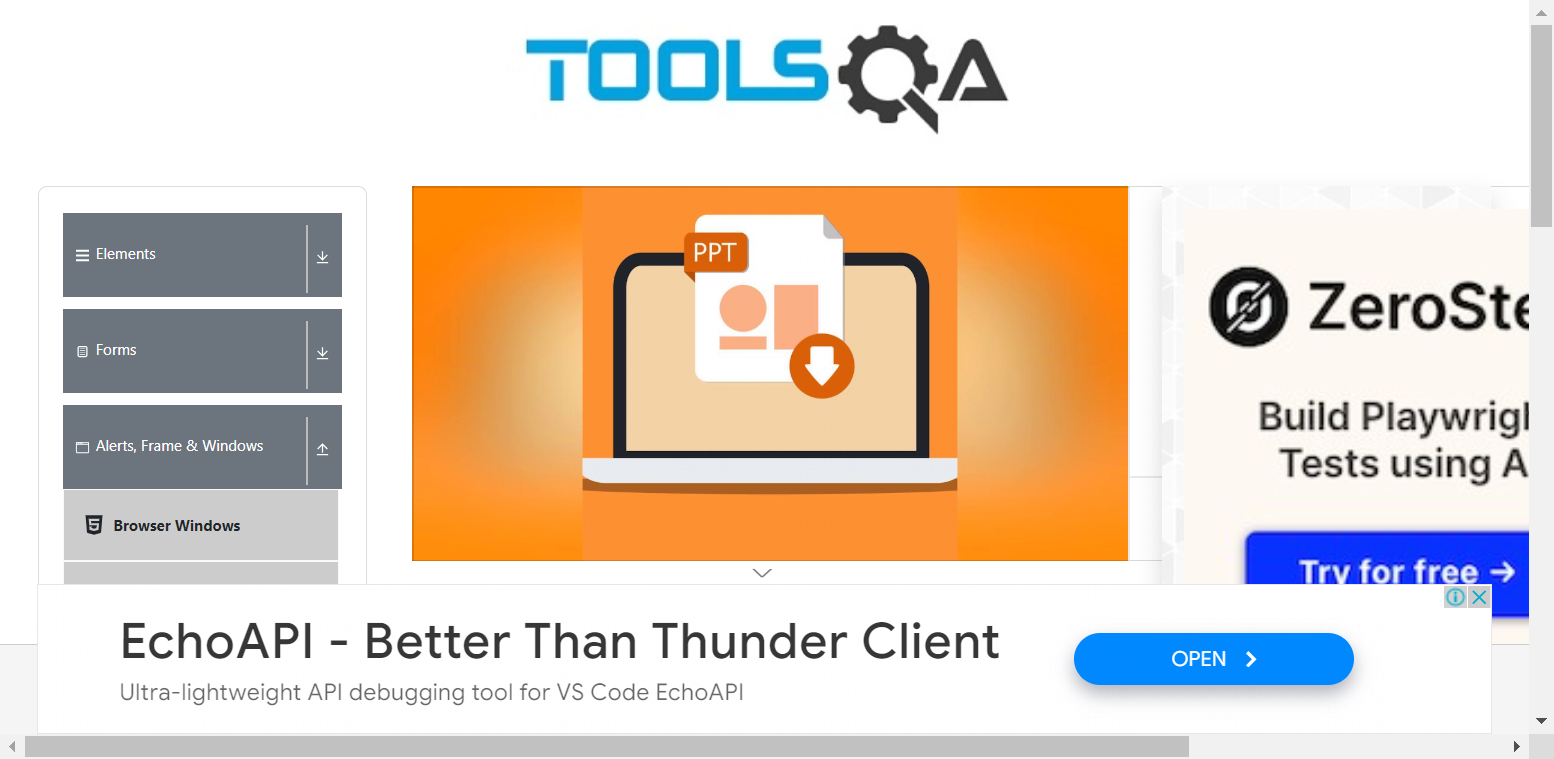 TOOLSQA
Elements
Forms
Alerts, Frame & Windows
Browser Windows
PPT
ZeroSte
Build Playwrigh
Tests using A
Try for free →
EchoAPI - Better Than Thunder Client
Ultra-lightweight API debugging tool for VS Code EchoAPI
OPEN